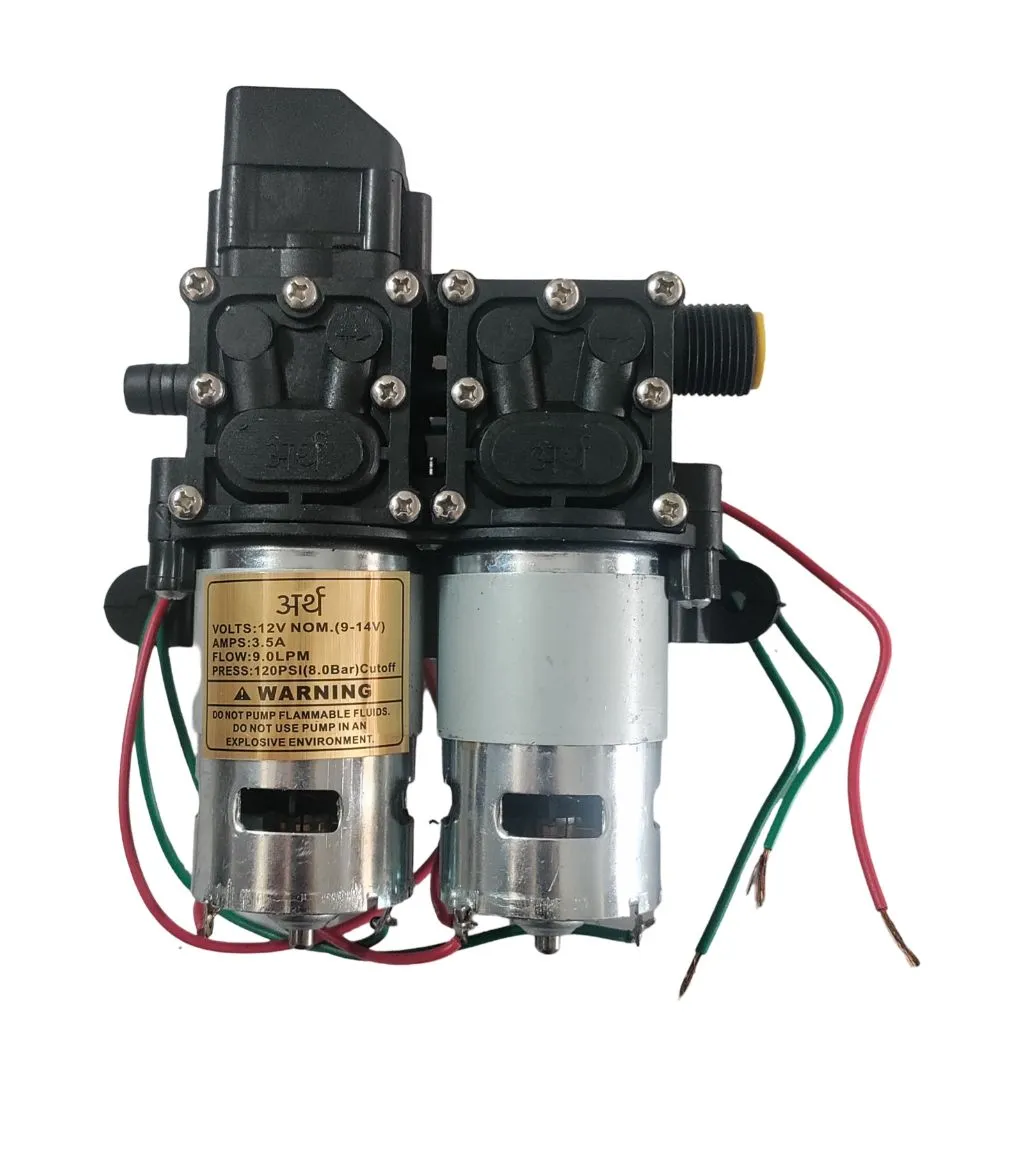 अर्थ
अर्थ
अर्थ
VOLTS:12V NOM.(9-14V)
AMPS:3.5A
FLOW:9.0LPM
PRESS:120PSI(8.0Bar)Cutoff
WARNING
DO NOT PUMP FLAMMABLE FLUIDS.
DO NOT USE PUMP IN AN
EXPLOSIVE ENVIRONMENT.